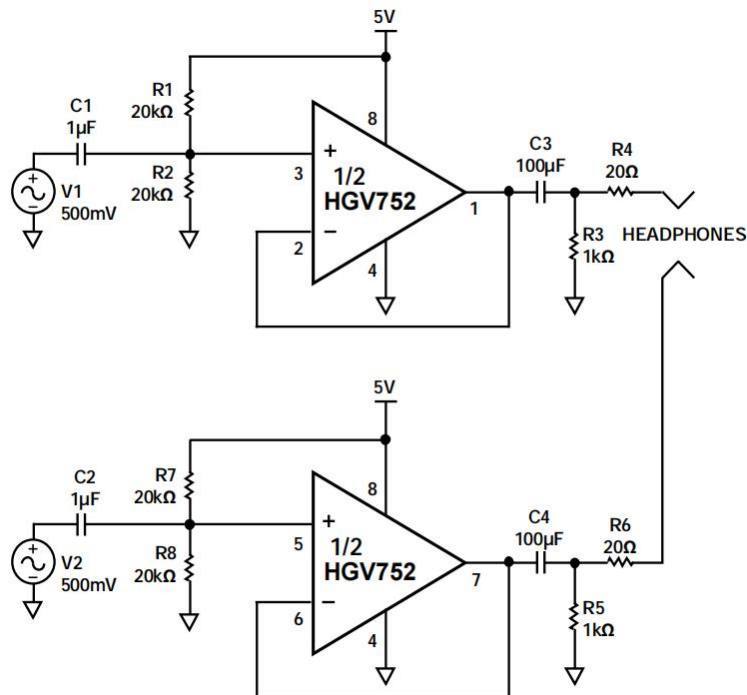 5V
R1
20kΩ
C1
1µF
8
+
3
1/2
HGV752
1
R2
20kΩ
+
−
V1
500mV
−
2
4
C3
100µF
R4
20Ω
R3
1kΩ
HEADPHONES
5V
R7
20kΩ
C2
1µF
8
+
5
1/2
HGV752
7
R8
20kΩ
+
−
V2
500mV
−
6
4
C4
100µF
R6
20Ω
R5
1kΩ